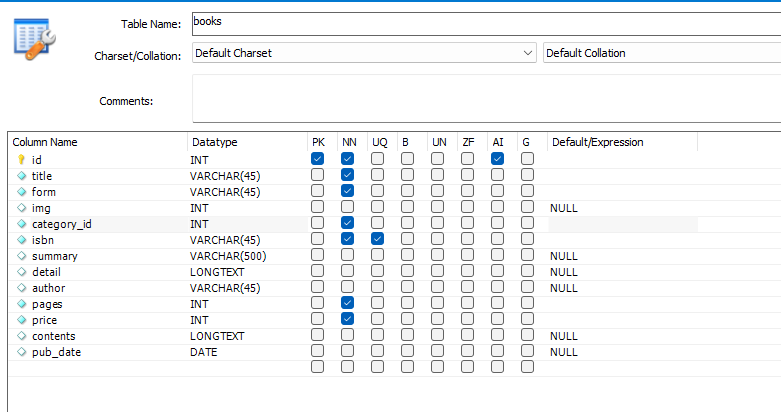 Table Name: books
Charset/Collation: Default Charset Default Collation
Comments:
Column Name Datatype PK NN UQ B UN ZF AI G Default/Expression
id INT
title VARCHAR(45)
form VARCHAR(45)
img INT NULL
category_id INT
isbn VARCHAR(45)
summary VARCHAR(500) NULL
detail LONGTEXT NULL
author VARCHAR(45) NULL
pages INT
price INT
contents LONGTEXT NULL
pub_date DATE NULL